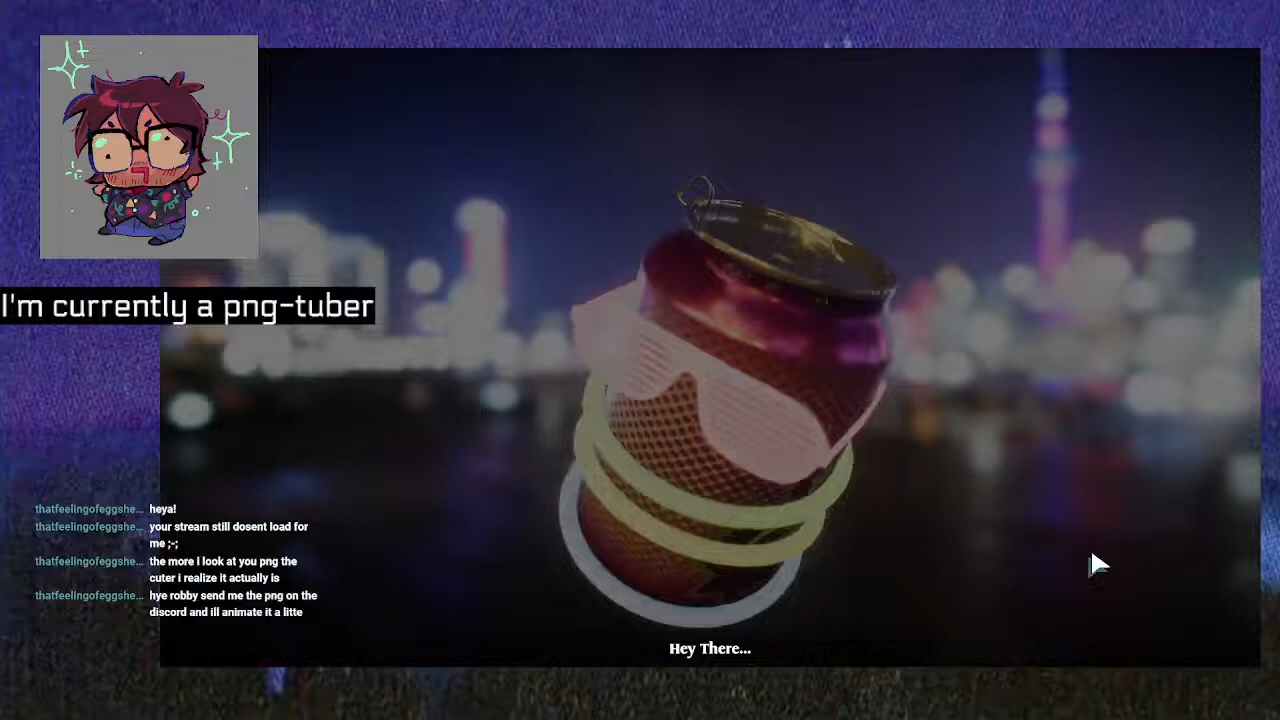 I'm currently a png-tuber
thatfeelingofeggshe... heya!
thatfeelingofeggshe... your stream still dosent load for
me ;-;
thatfeelingofeggshe... the more i look at you png the
cuter i realize it actually is
thatfeelingofeggshe... hye robby send me the png on the
discord and ill animate it a litte
Hey There...